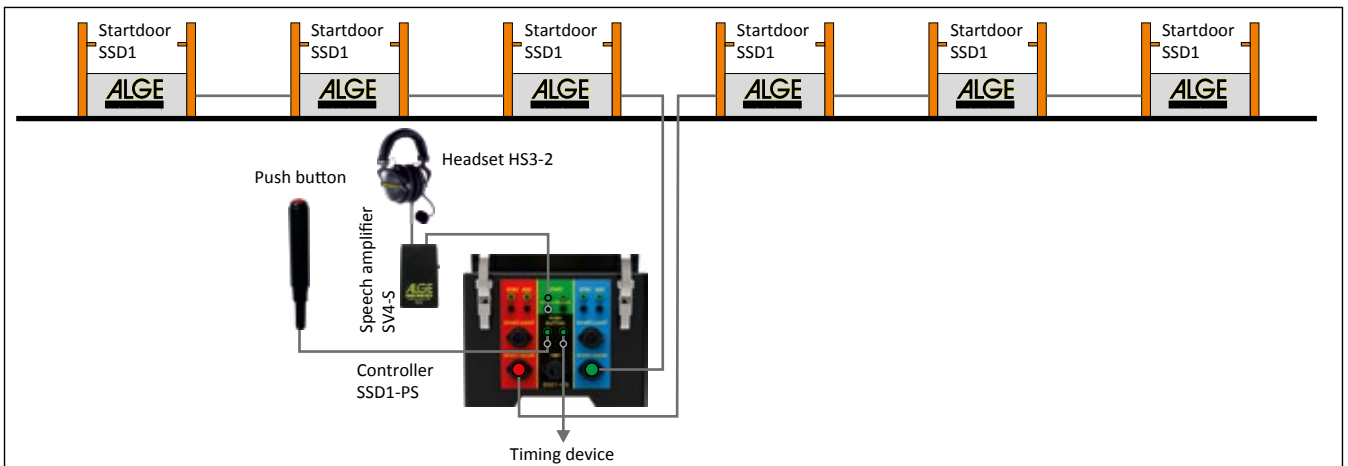 Startdoor
SSD1
Startdoor
SSD1
Startdoor
SSD1
Startdoor
SSD1
Startdoor
SSD1
Startdoor
SSD1
ALGE
ALGE
ALGE
ALGE
ALGE
ALGE
Headset HS3-2
Push button
Speech amplifier
SV4-S
ALGE
Controller
SSD1-PS
Timing device